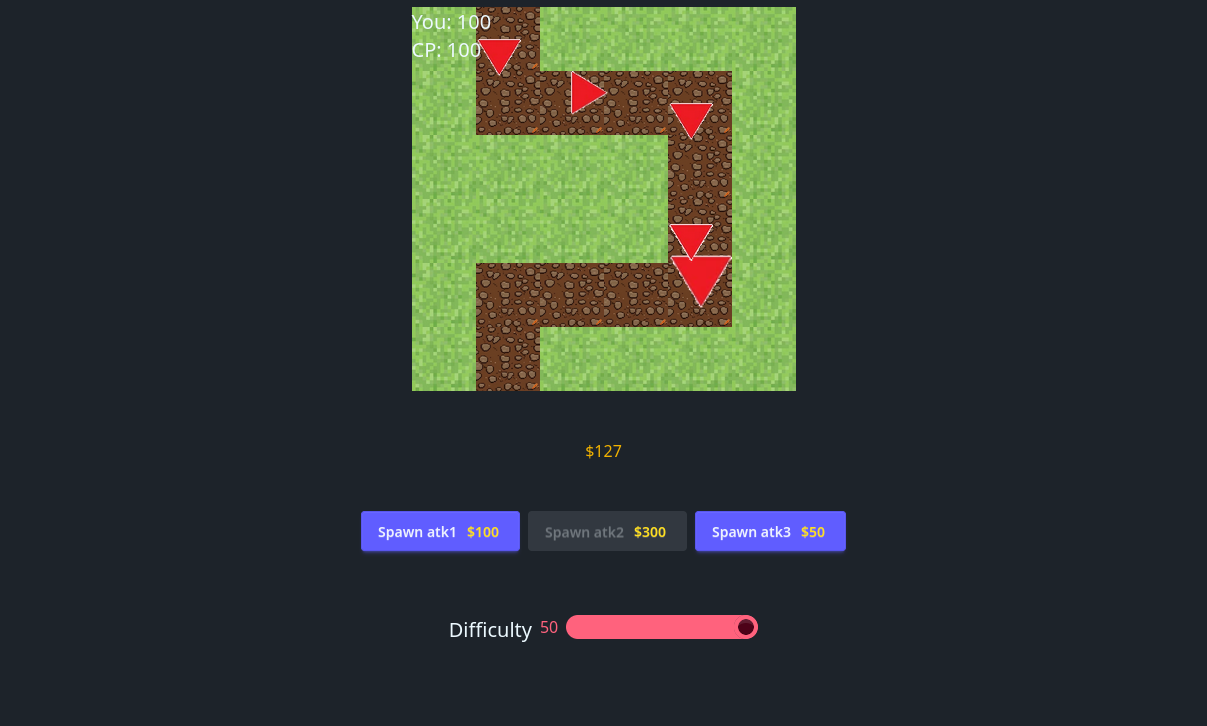 You: 100
CP: 100
$127
Spawn atk1 $100
Spawn atk2 $300
Spawn atk3 $50
Difficulty 50